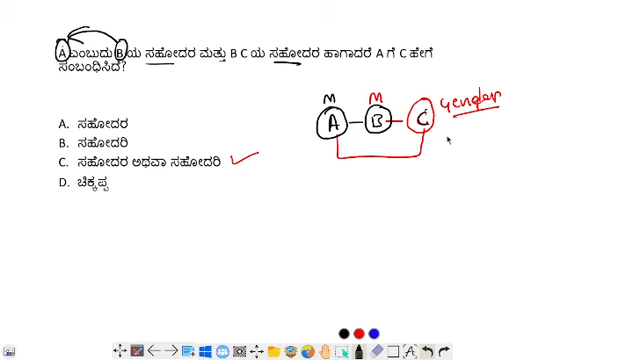 A ಎಂಬುದು B ಯ ಸಹೋದರ ಮತ್ತು B C ಯ ಸಹೋದರ ಹಾಗಾದರೆ A ಗೆ C ಹೇಗೆ
ಸಂಬಂಧಿಸಿದೆ?
A. ಸಹೋದರ
B. ಸಹೋದರಿ
C. ಸಹೋದರ ಅಥವಾ ಸಹೋದರಿ
D. ಚಿಕ್ಕಪ್ಪ
M M Gender
A B C